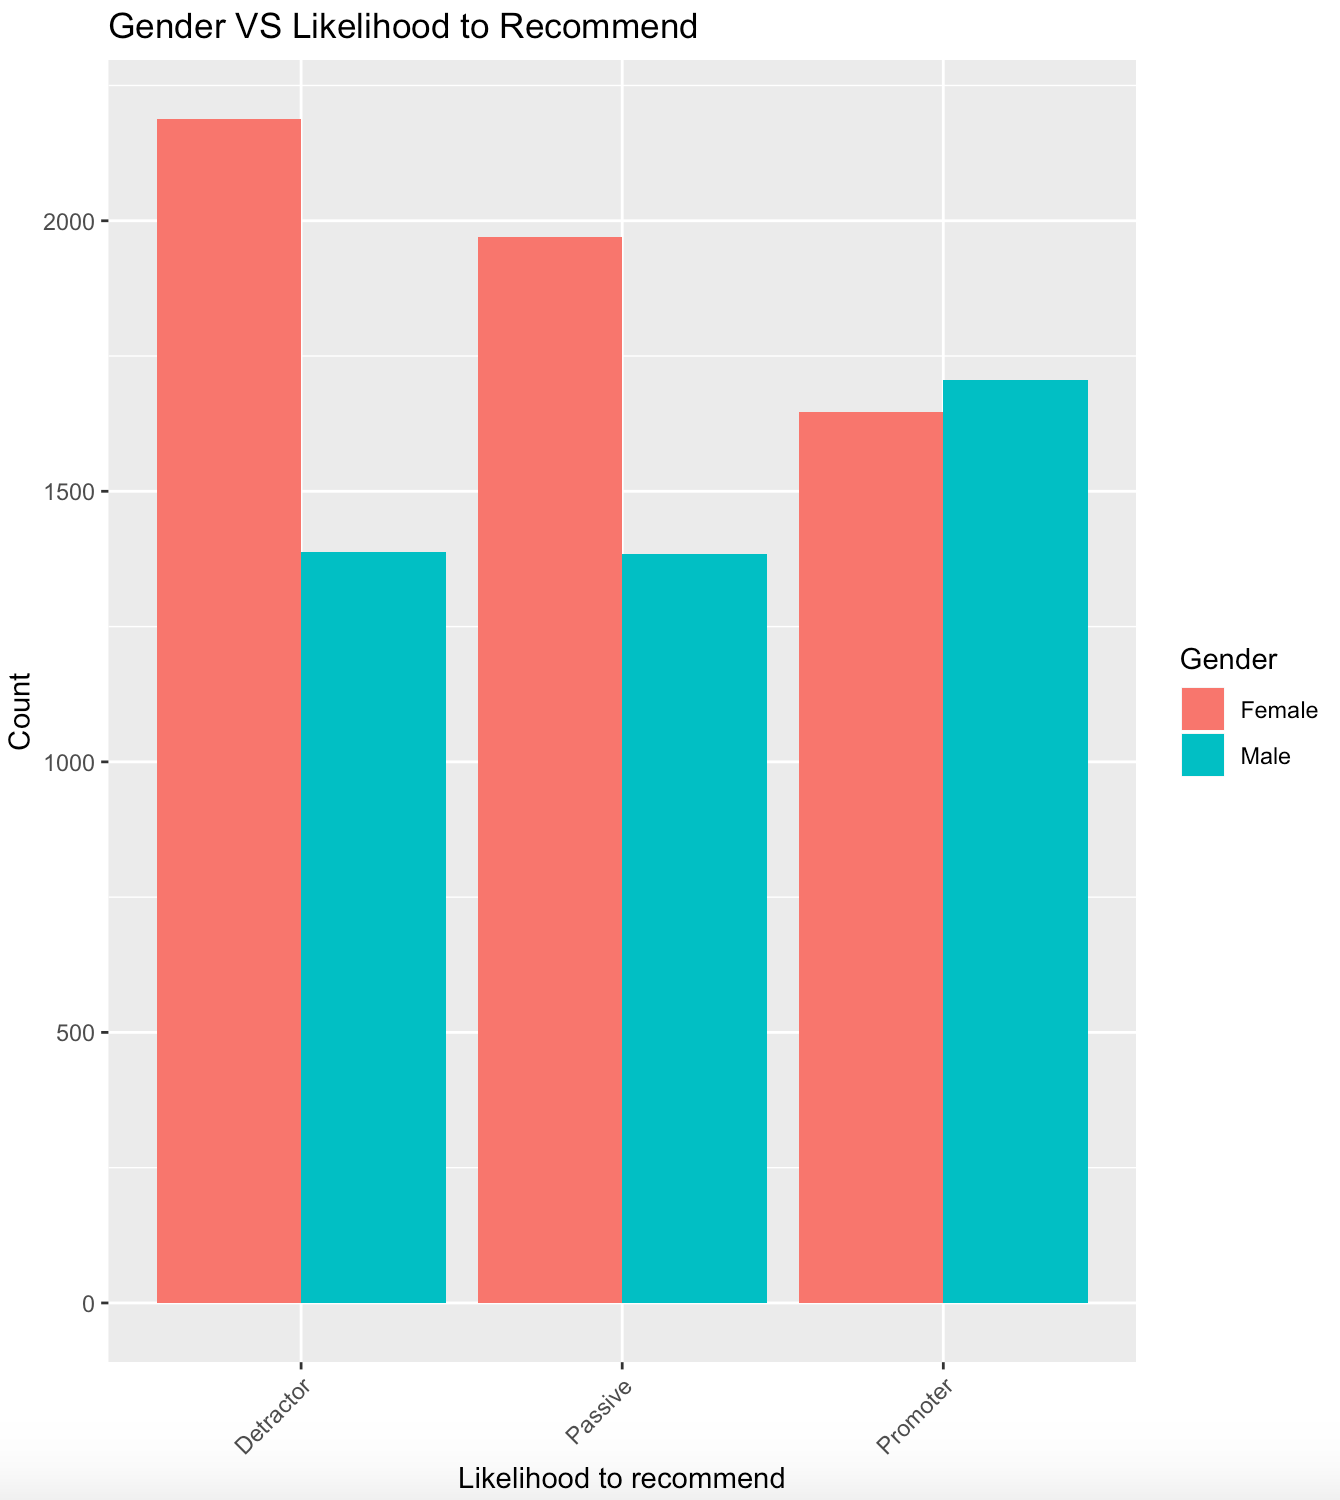 Gender VS Likelihood to Recommend
2000
1500
1000
500
0
Count
Detractor
Passive
Promoter
Likelihood to recommend
Gender
Female
Male